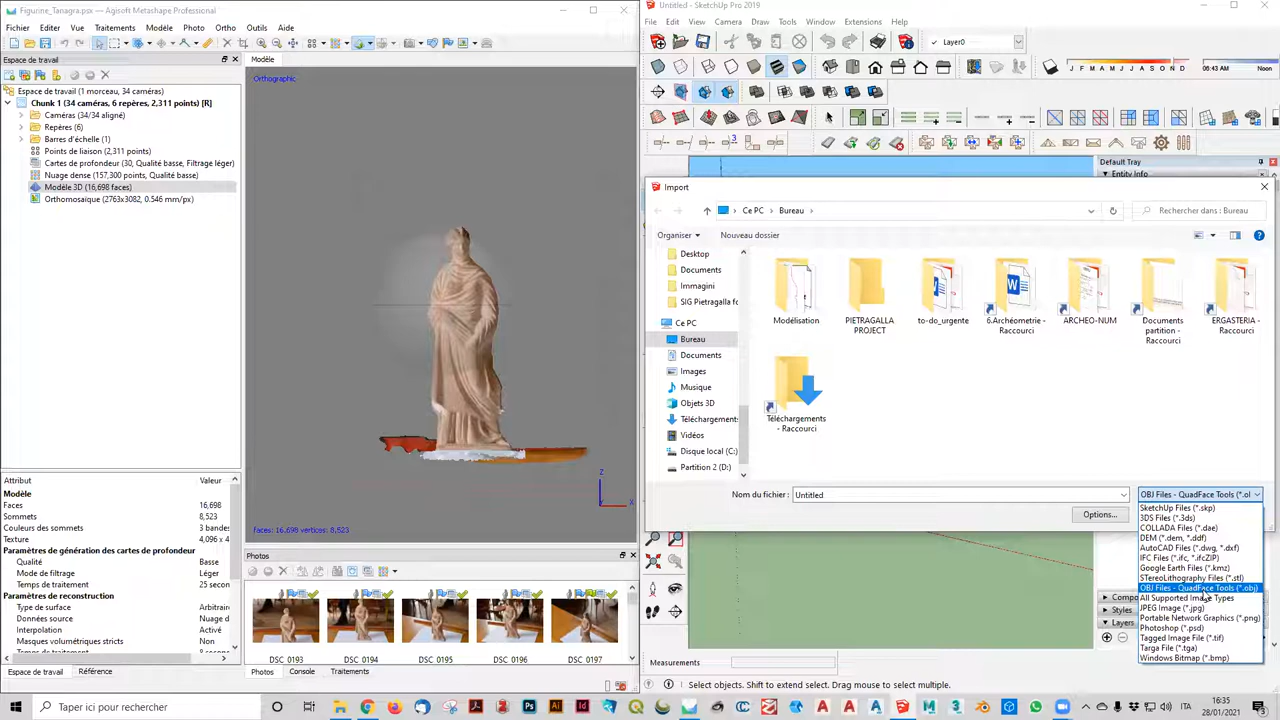 Figurine_Tanagra.psx — Agisoft Metashape Professional
Fichier Editer Vue Traitements Modèle Photo Ortho Outils Aide
Espace de travail
Espace de travail (1 morceau, 34 caméras)
Chunk 1 (34 caméras, 6 repères, 2,311 points) [R]
Caméras (34/34 aligné)
Repères (6)
Barres d'échelle (1)
Points de liaison (2,311 points)
Cartes de profondeur (30, Qualité basse, Filtrage léger)
Nuage dense (157,300 points, Qualité basse)
Modèle 3D (16,698 faces)
Orthomosaïque (2763x3082, 0.546 mm/px)
Attribut Valeur
Modèle
Faces 16,698
Sommets 8,523
Couleurs des sommets 3 bandes
Texture 4,096 x 4
Paramètres de génération des cartes de profondeur
Qualité Basse
Mode de filtrage Léger
Temps de traitement 25 secon
Paramètres de reconstruction
Type de surface Arbitrair
Données source Nuage d
Interpolation Activé
Masques volumétriques stricts Non
Espace de travail Référence
Modèle
Orthographic
Z
X
faces: 16,698 vertices: 8,523
Photos
DSC_0193 DSC_0194 DSC_0195 DSC_0196 DSC_0197
Photos Console Traitements
Untitled - SketchUp Pro 2019
File Edit View Camera Draw Tools Window Extensions Help
Layer0
J F M A M J J A S O N D
06:43 AM Noon
Default Tray
Entity Info
Import
Ce PC Bureau
Rechercher dans : Bureau
Organiser Nouveau dossier
Desktop
Documents
Immagini
SIG Pietragalla fo
Ce PC
Bureau
Documents
Images
Musique
Objets 3D
Téléchargements
Vidéos
Disque local (C:)
Partition 2 (D:)
Modélisation
PIETRAGALLA PROJECT
to-do_urgente
6.Archéometrie - Raccourci
ARCHEO-NUM
Documents partition - Raccourci
ERGASTERIA - Raccourci
Téléchargements - Raccourci
Nom du fichier : Untitled
OBJ Files - QuadFace Tools (*.ol
Options...
SketchUp Files (*.skp)
3DS Files (*.3ds)
COLLADA Files (*.dae)
DEM (*.dem, *.ddf)
AutoCAD Files (*.dwg, *.dxf)
IFC Files (*.ifc, *.ifcZIP)
Google Earth Files (*.kmz)
STereoLithography Files (*.stl)
OBJ Files - QuadFace Tools (*.obj)
All Supported Image Types
JPEG Image (*.jpg)
Portable Network Graphics (*.png)
Photoshop (*.psd)
Tagged Image File (*.tif)
Targa File (*.tga)
Windows Bitmap (*.bmp)
Compo
Styles
Layers
Measurements
Select objects. Shift to extend select. Drag mouse to select multiple.
Taper ici pour rechercher
ITA
16:35
28/01/2021